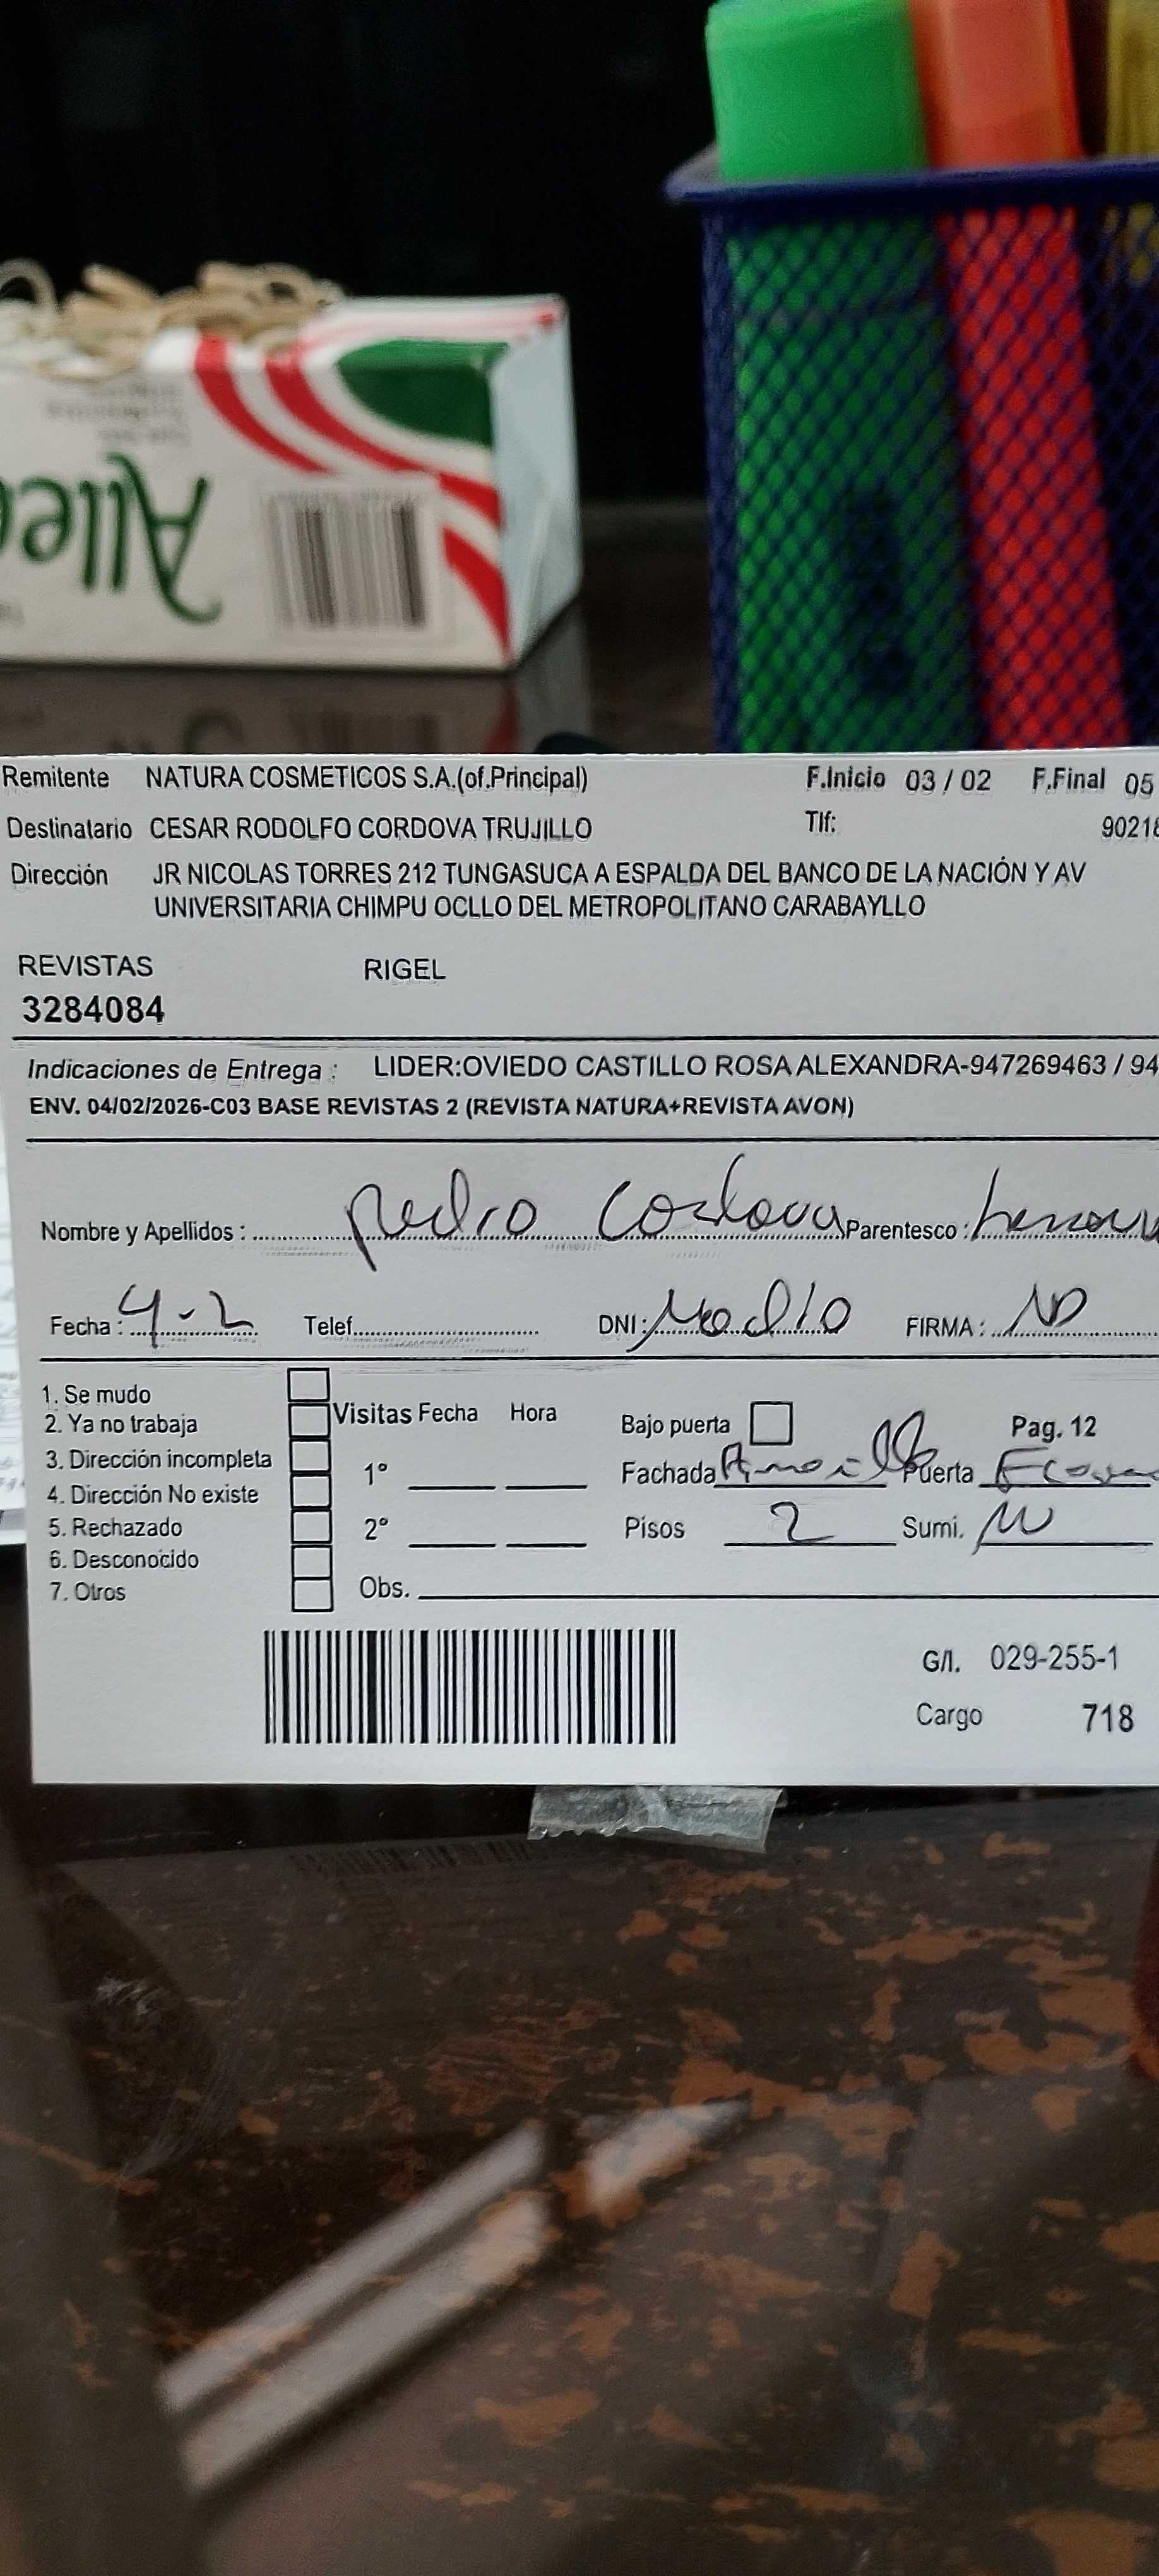 Alle
Remitente NATURA COSMETICOS S.A.(of.Principal) F.Inicio 03 / 02 F.Final 05
Destinatario CESAR RODOLFO CORDOVA TRUJILLO Tlf: 90218
Dirección JR NICOLAS TORRES 212 TUNGASUCA A ESPALDA DEL BANCO DE LA NACIÓN Y AV
UNIVERSITARIA CHIMPU OCLLO DEL METROPOLITANO CARABAYLLO
REVISTAS RIGEL
3284084
Indicaciones de Entrega : LIDER:OVIEDO CASTILLO ROSA ALEXANDRA-947269463 / 94
ENV. 04/02/2026-C03 BASE REVISTAS 2 (REVISTA NATURA+REVISTA AVON)
Nombre y Apellidos : pedro Cordova Parentesco :
Fecha : 4-2 Telef. DNI: FIRMA :
1. Se mudo
2. Ya no trabaja Visitas Fecha Hora Bajo puerta Pag. 12
3. Dirección incompleta 1° Fachada Puerta
4. Dirección No existe
5. Rechazado 2° Pisos 2 Sumi.
6. Desconocido
7. Otros Obs.
G/I. 029-255-1
Cargo 718